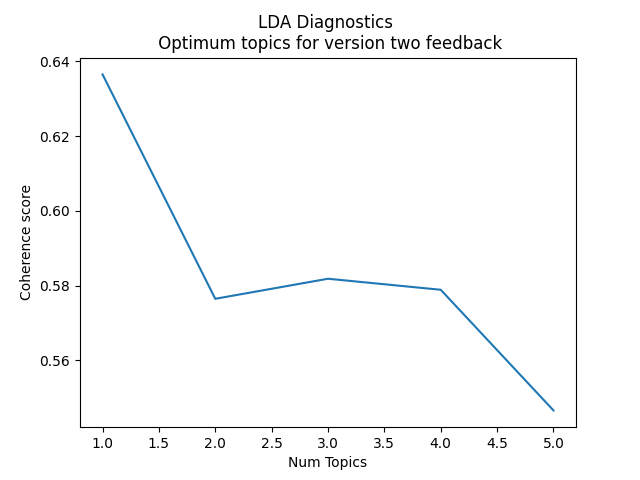 LDA Diagnostics
Optimum topics for version two feedback
0.64
0.62
0.60
0.58
0.56
Coherence score
1.0 1.5 2.0 2.5 3.0 3.5 4.0 4.5 5.0
Num Topics